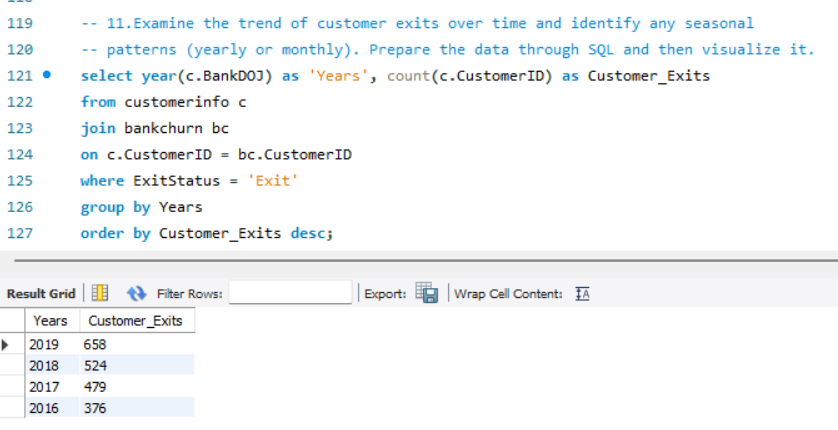 119 -- 11.Examine the trend of customer exits over time and identify any seasonal
120 -- patterns (yearly or monthly). Prepare the data through SQL and then visualize it.
121 select year(c.BankDOJ) as 'Years', count(c.CustomerID) as Customer_Exits
122 from customerinfo c
123 join bankchurn bc
124 on c.CustomerID = bc.CustomerID
125 where ExitStatus = 'Exit'
126 group by Years
127 order by Customer_Exits desc;
Result Grid Filter Rows: Export: Wrap Cell Content: IA
Years Customer_Exits
2019 658
2018 524
2017 479
2016 376